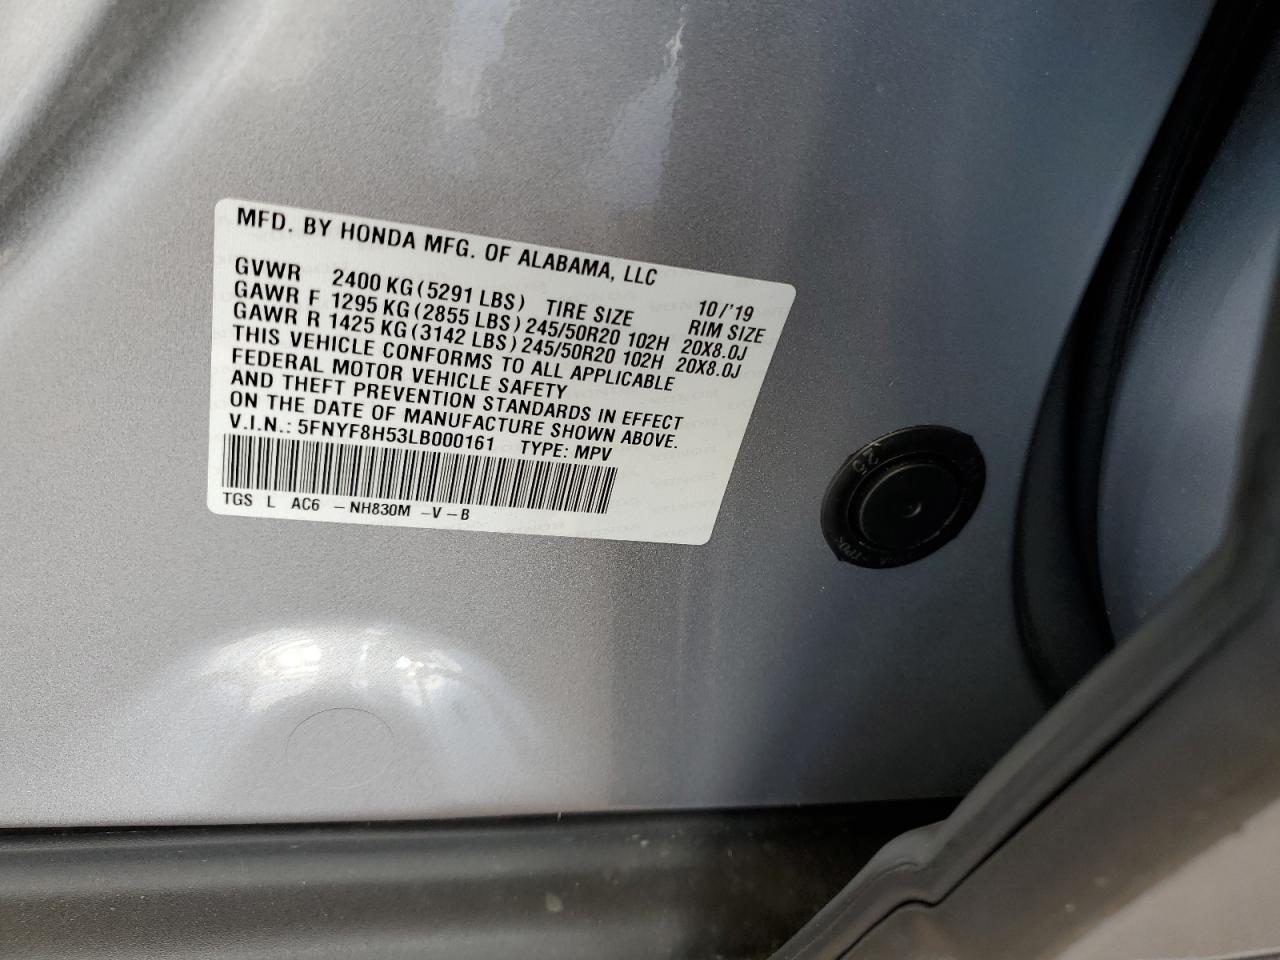 MFD. BY HONDA MFG. OF ALABAMA, LLC
10/'19
GVWR 2400 KG (5291 LBS) TIRE SIZE RIM SIZE
GAWR F 1295 KG (2855 LBS) 245/50R20 102H 20X8.0J
GAWR R 1425 KG (3142 LBS) 245/50R20 102H 20X8.0J
THIS VEHICLE CONFORMS TO ALL APPLICABLE
FEDERAL MOTOR VEHICLE SAFETY
AND THEFT PREVENTION STANDARDS IN EFFECT
ON THE DATE OF MANUFACTURE SHOWN ABOVE.
V.I.N.: 5FNYF8H53LB000161 TYPE: MPV
TGS L AC6 - NH830M - V - B